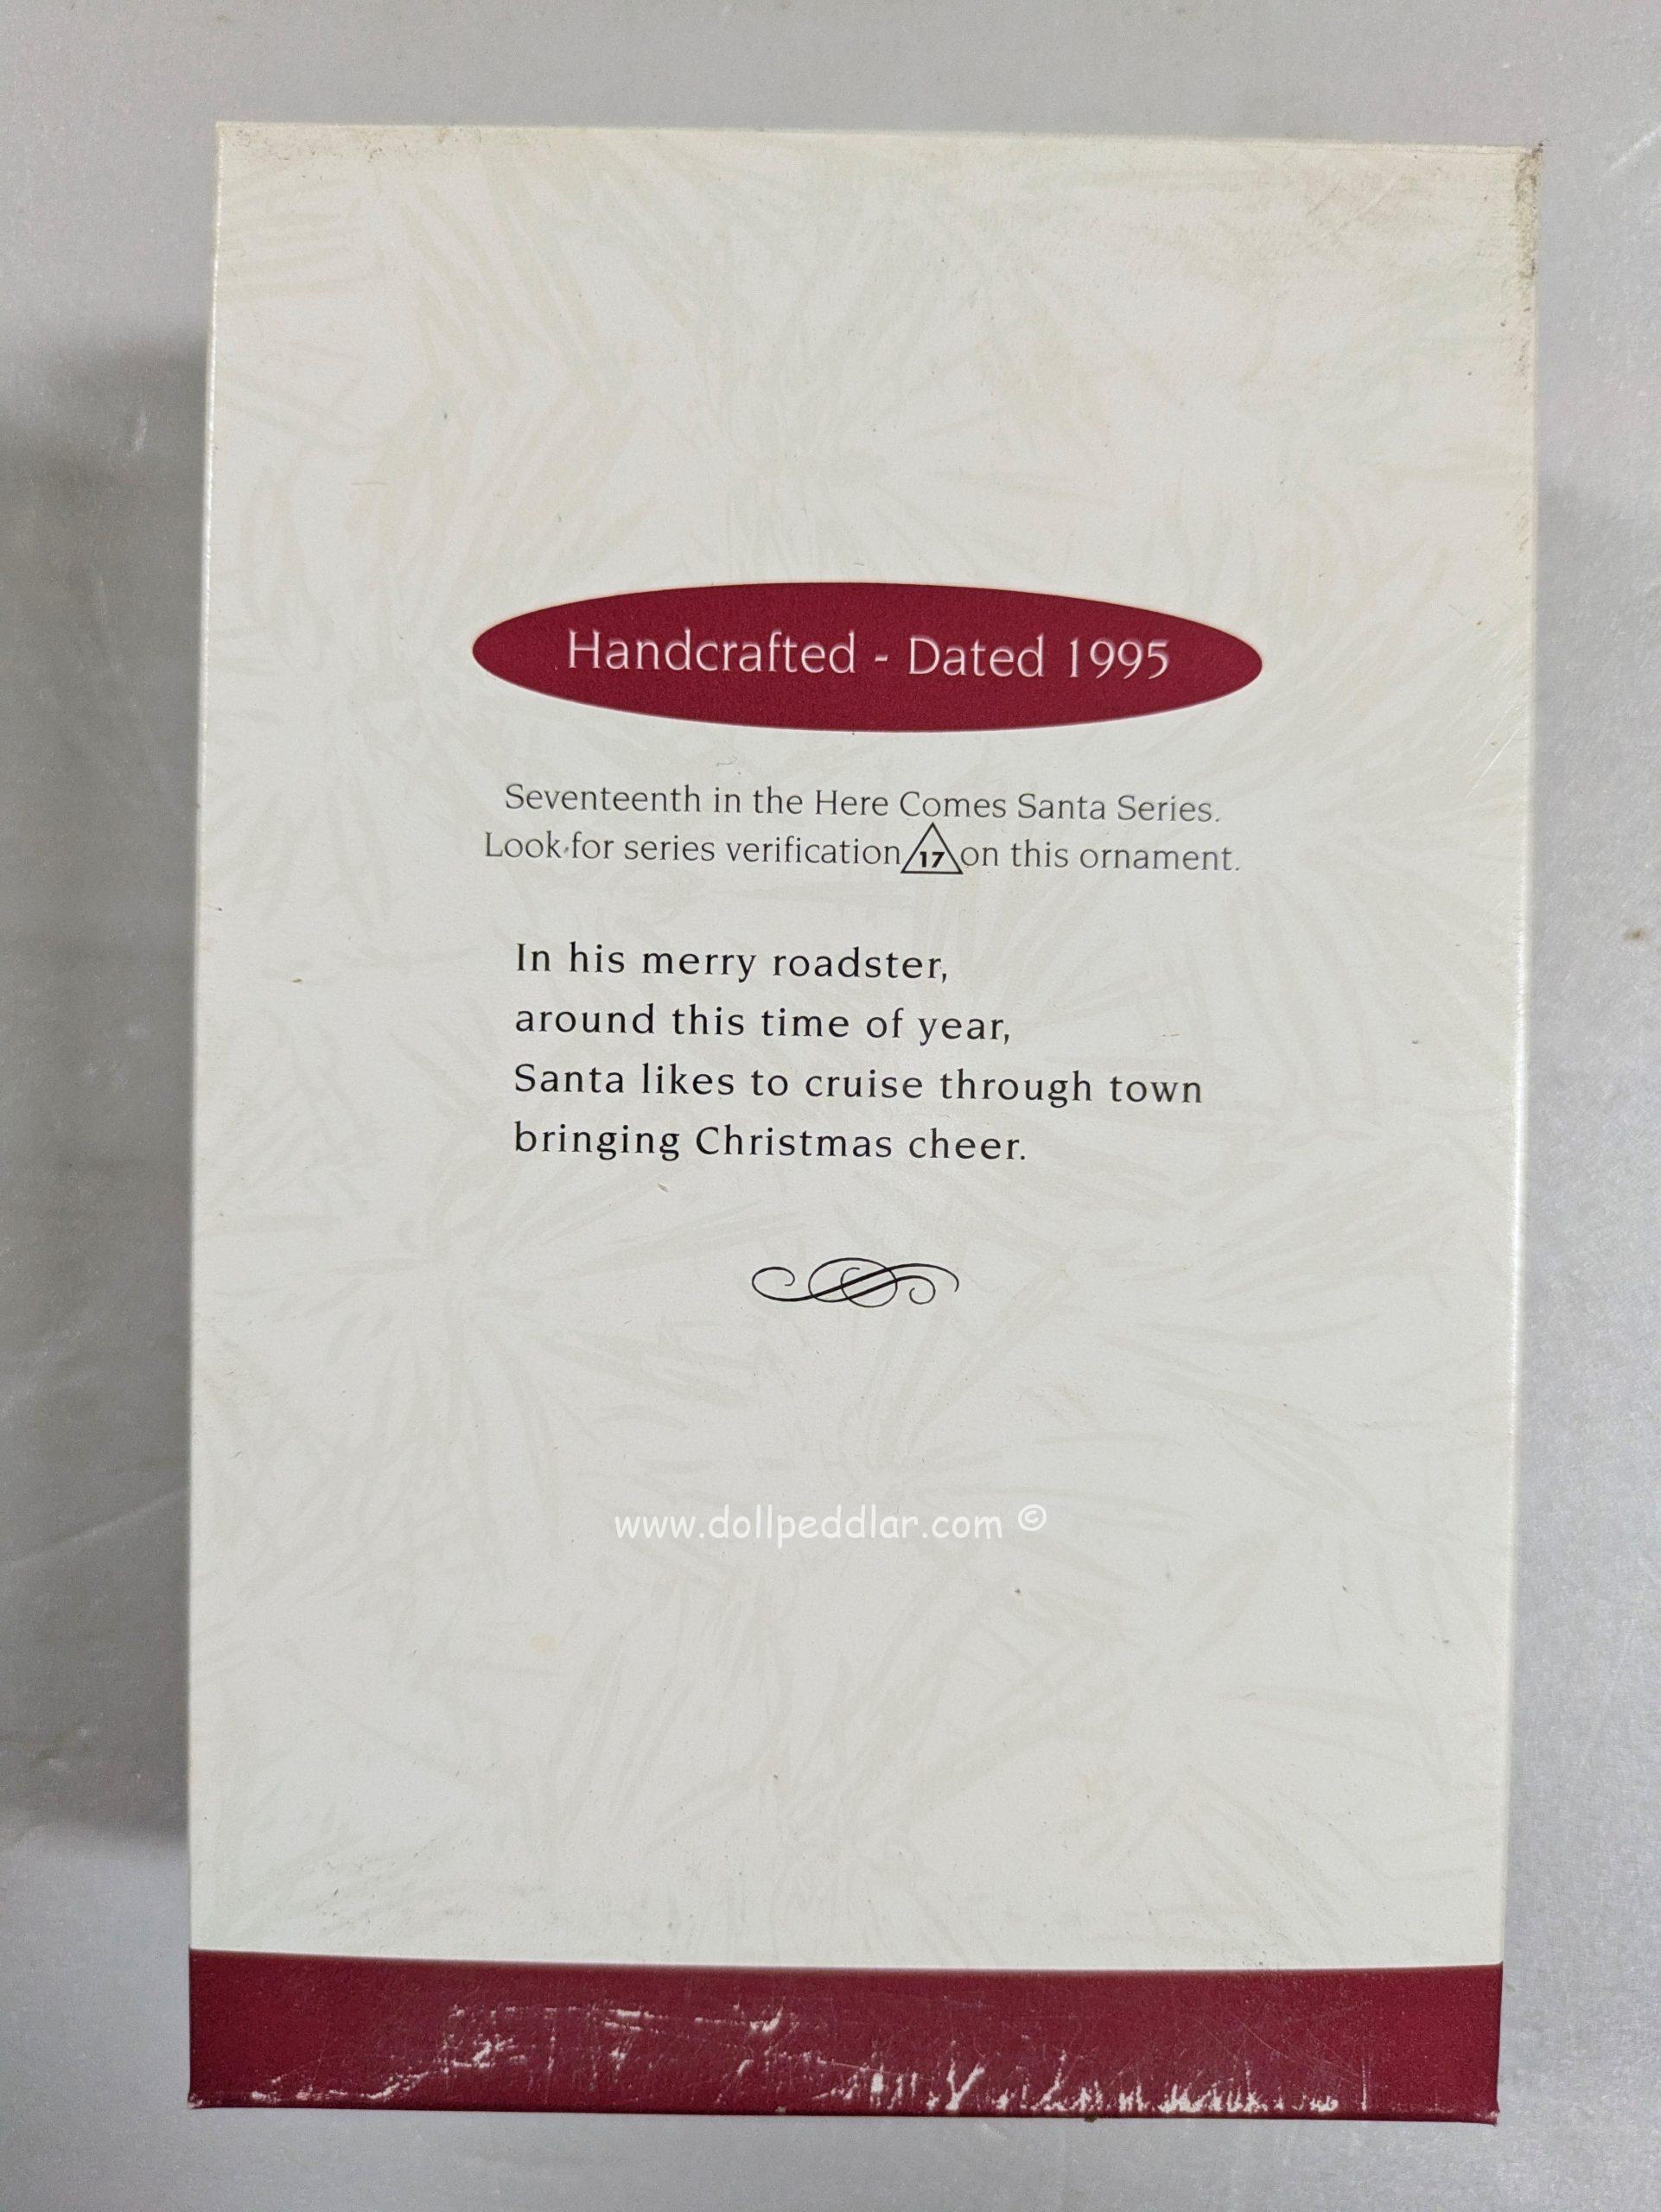 Handcrafted - Dated 1995
Seventeenth in the Here Comes Santa Series.
Look for series verification 17 on this ornament.
In his merry roadster,
around this time of year,
Santa likes to cruise through town
bringing Christmas cheer.
www.dollpeddlar.com ©